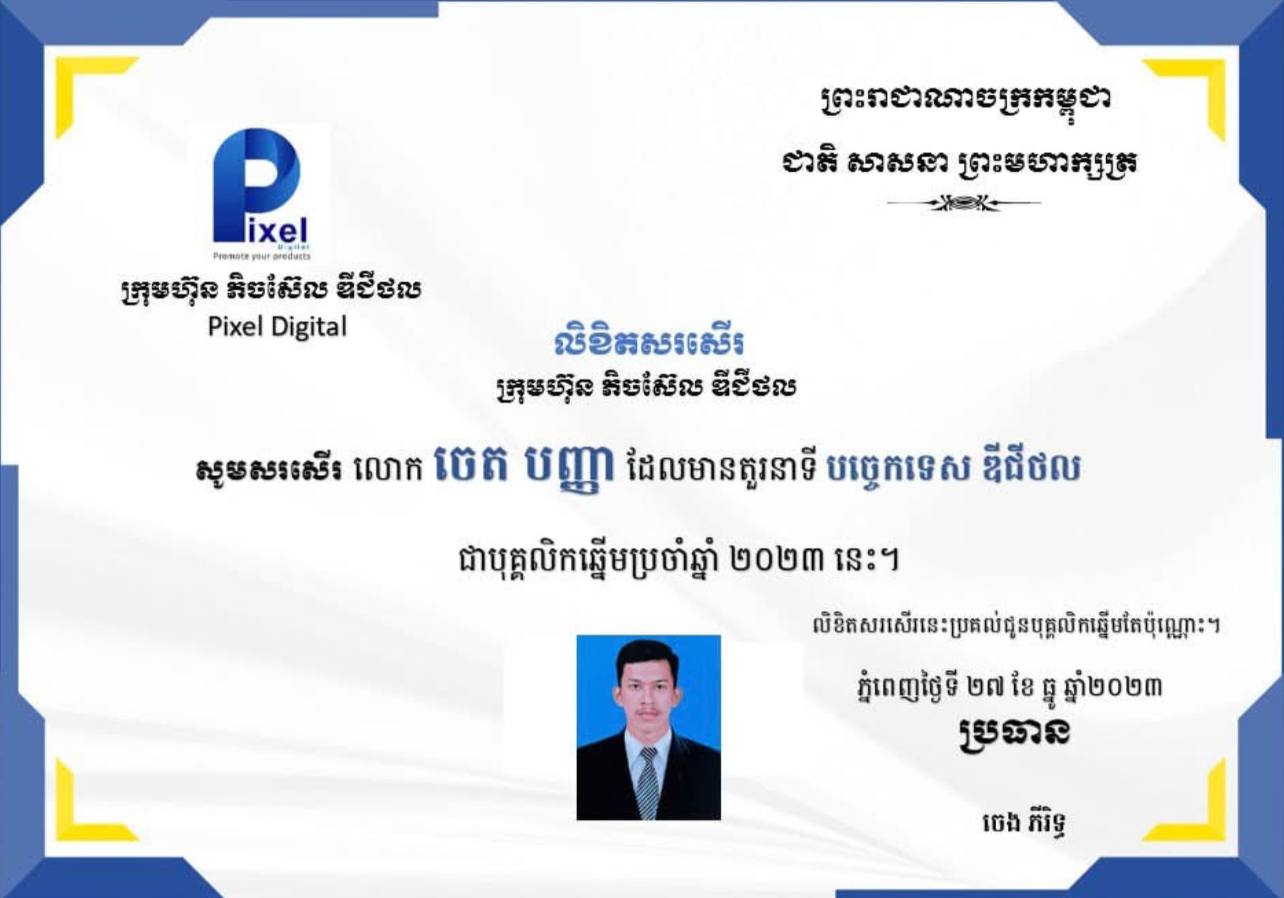 ព្រះរាជាណាចក្រកម្ពុជា
ជាតិ សាសនា ព្រះមហាក្សត្រ
Pixel
Digital
Promote your products
ក្រុមហ៊ុន ភិចស៊ែល ឌីជីថល
Pixel Digital
លិខិតសរសើរ
ក្រុមហ៊ុន ភិចស៊ែល ឌីជីថល
សូមសរសើរ លោក ចេត បញ្ញា ដែលមានតួរនាទី បច្ចេកទេស ឌីជីថល
ជាបុគ្គលិកឆ្នើមប្រចាំឆ្នាំ ២០២៣ នេះ។
លិខិតសរសើរនេះប្រគល់ជូនបុគ្គលិកឆ្នើមតែប៉ុណ្ណោះ។
ភ្នំពេញថ្ងៃទី ២៧ ខែ ធ្នូ ឆ្នាំ២០២៣
ប្រធាន
ចេង ភីរិទ្ធ